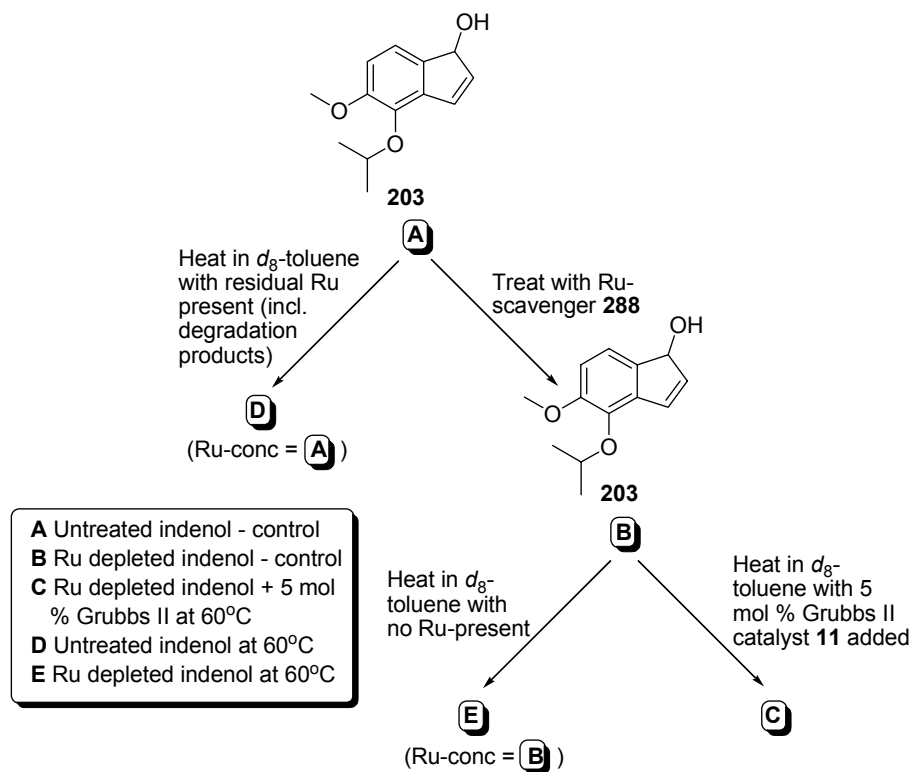 OH
O
O
203
A
Heat in d8-toluene
with residual Ru
present (incl.
degradation
products)
Treat with Ru-
scavenger 288
D
(Ru-conc = A )
OH
O
O
203
B
A Untreated indenol - control
B Ru depleted indenol - control
C Ru depleted indenol + 5 mol
% Grubbs II at 60oC
D Untreated indenol at 60oC
E Ru depleted indenol at 60oC
Heat in d8-
toluene with
no Ru-present
Heat in d8-
toluene with 5
mol % Grubbs II
catalyst 11 added
E
(Ru-conc = B )
C